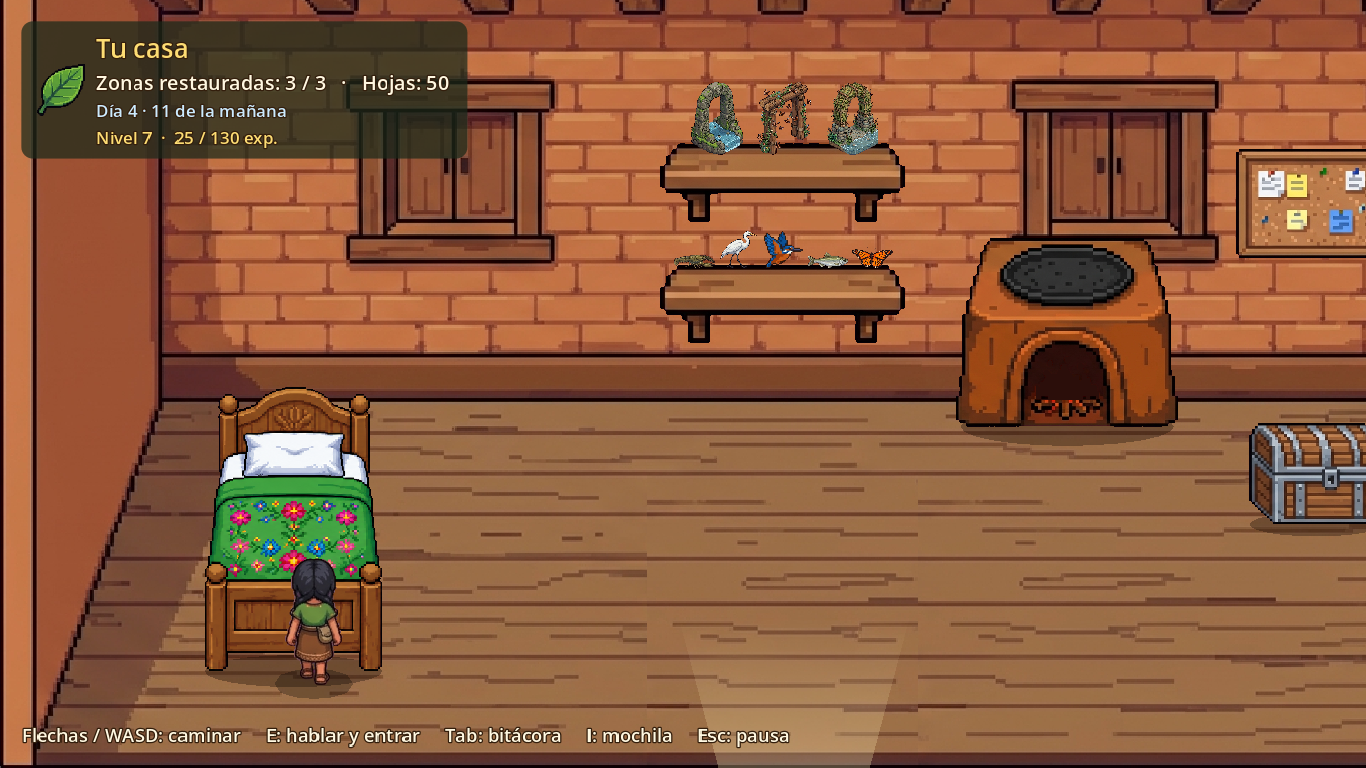 Tu casa
Zonas restauradas: 3 / 3 · Hojas: 50
Día 4 · 11 de la mañana
Nivel 7 · 25 / 130 exp.
Flechas / WASD: caminar E: hablar y entrar Tab: bitácora I: mochila Esc: pausa